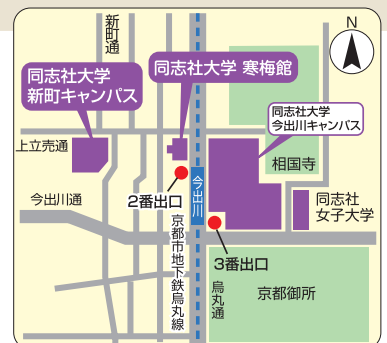 新町通
N
同志社大学 寒梅館
同志社大学
新町キャンパス
同志社大学
今出川キャンパス
上立売通
相国寺
今出川通
2番出口
今出川
同志社
女子大学
京都市地下鉄烏丸線
3番出口
烏丸通
京都御所